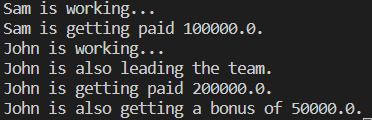 Sam is working...
Sam is getting paid 100000.0.
John is working...
John is also leading the team.
John is getting paid 200000.0.
John is also getting a bonus of 50000.0.